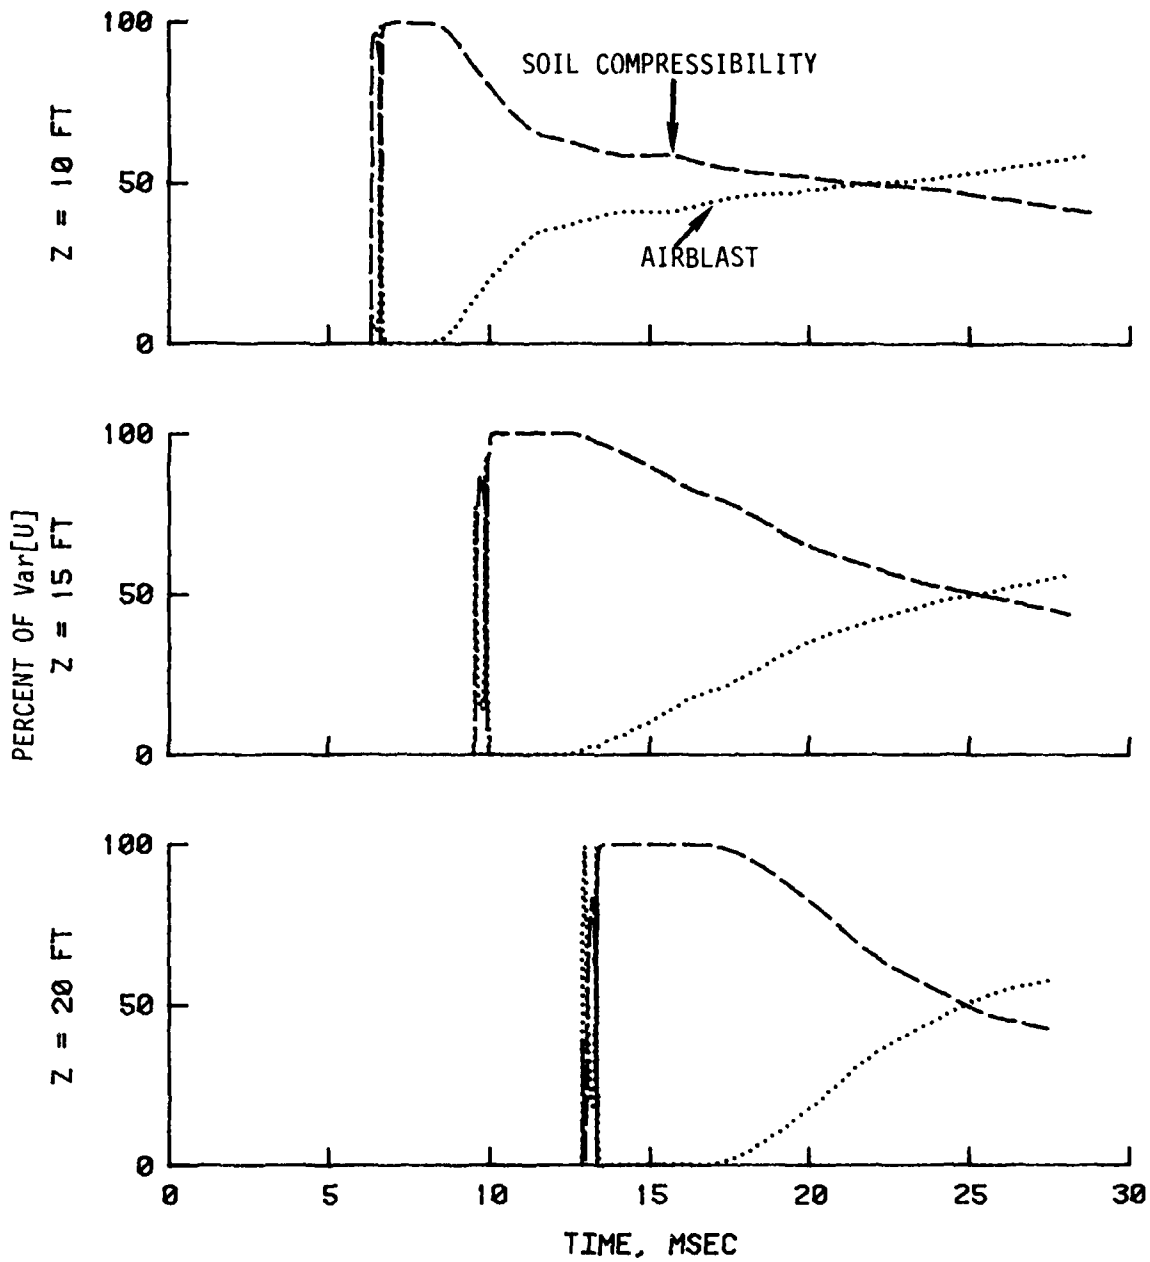 PERCENT OF Var[U]
Z = 10 FT
100
50
0
SOIL COMPRESSIBILITY
AIRBLAST
Z = 15 FT
100
50
0
Z = 20 FT
100
50
0
0 5 10 15 20 25 30
TIME, MSEC